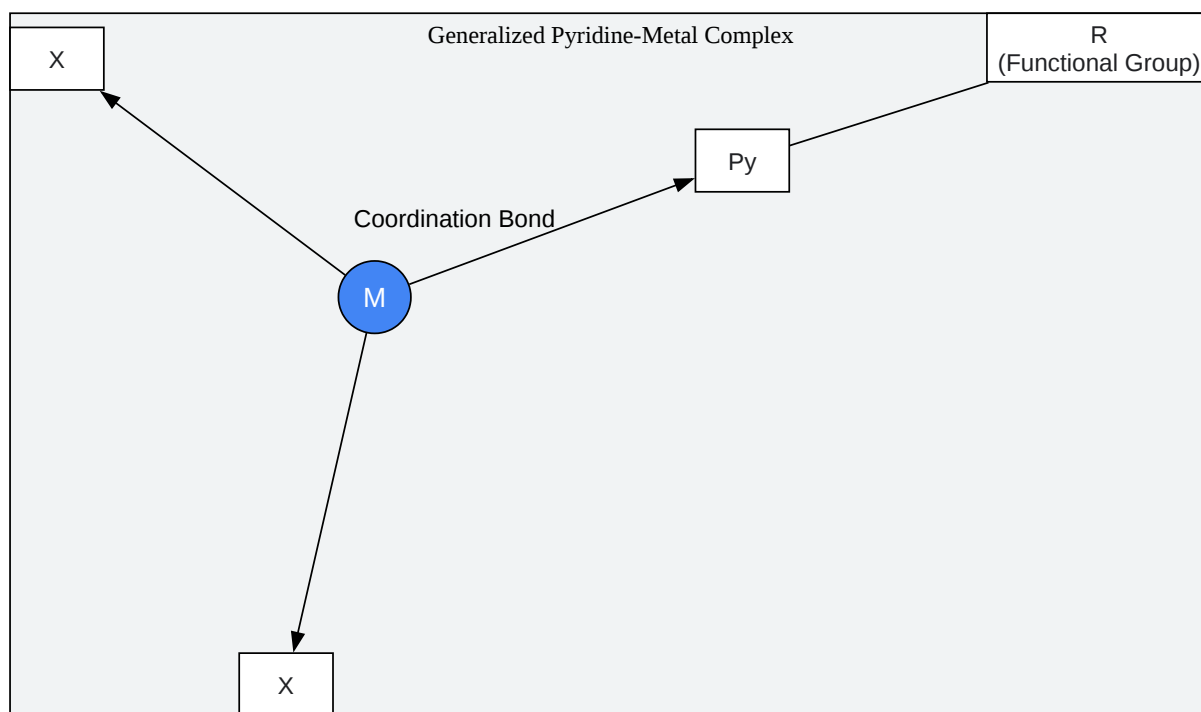 Generalized Pyridine-Metal Complex
X
R
(Functional Group)
Py
Coordination Bond
M
X